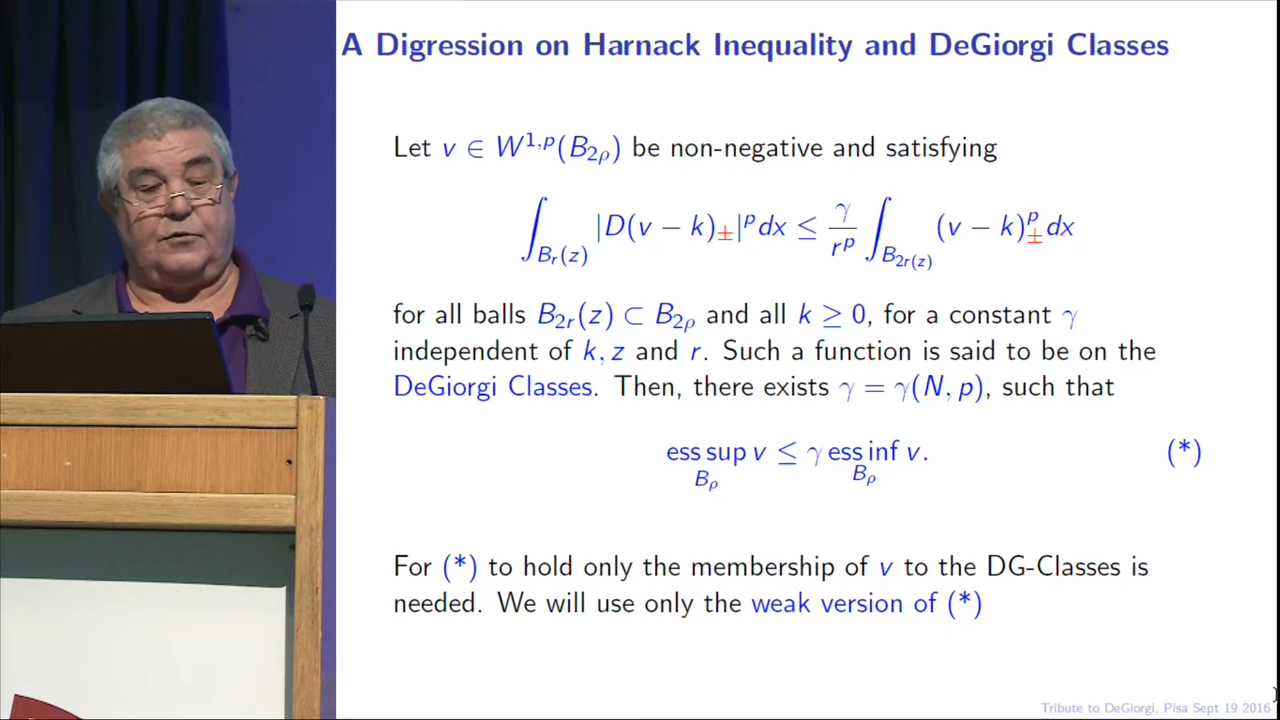 A Digression on Harnack Inequality and DeGiorgi Classes
Let v ∈ W^{1,p}(B_{2ρ}) be non-negative and satisfying
∫_{B_r(z)} |D(v − k)_±|^p dx ≤ γ/r^p ∫_{B_{2r}(z)} (v − k)_±^p dx
for all balls B_{2r}(z) ⊂ B_{2ρ} and all k ≥ 0, for a constant γ
independent of k, z and r. Such a function is said to be on the
DeGiorgi Classes. Then, there exists γ = γ(N, p), such that
ess sup_{B_ρ} v ≤ γ ess inf_{B_ρ} v. (*)
For (*) to hold only the membership of v to the DG-Classes is
needed. We will use only the weak version of (*)
Tribute to DeGiorgi, Pisa Sept 19 2016